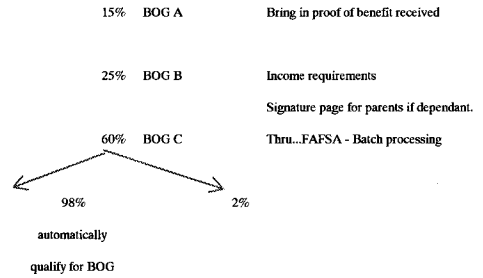 15% BOG A Bring in proof of benefit received
25% BOG B Income requirements
Signature page for parents if dependant.
60% BOG C Thru...FAFSA - Batch processing
98% 2%
automatically
qualify for BOG